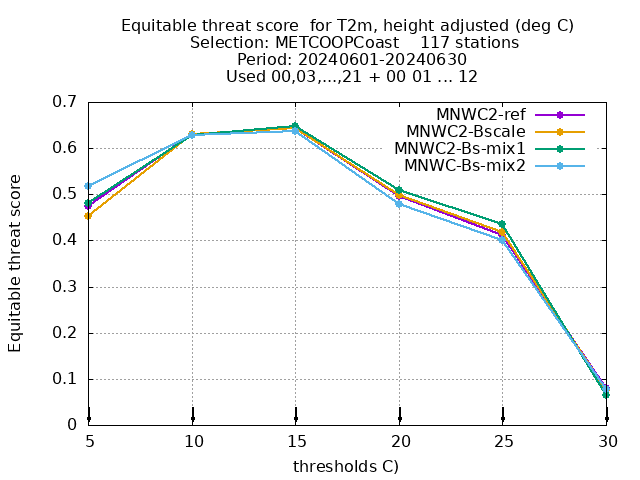 Equitable threat score  for T2m, height adjusted (deg C)
Selection: METCOOPCoast    117 stations
Period: 20240601-20240630
Used 00,03,...,21 + 00 01 ... 12
MNWC2-ref
MNWC2-Bscale
MNWC2-Bs-mix1
MNWC-Bs-mix2
Equitable threat score
0.7
0.6
0.5
0.4
0.3
0.2
0.1
0
5 10 15 20 25 30
thresholds C)